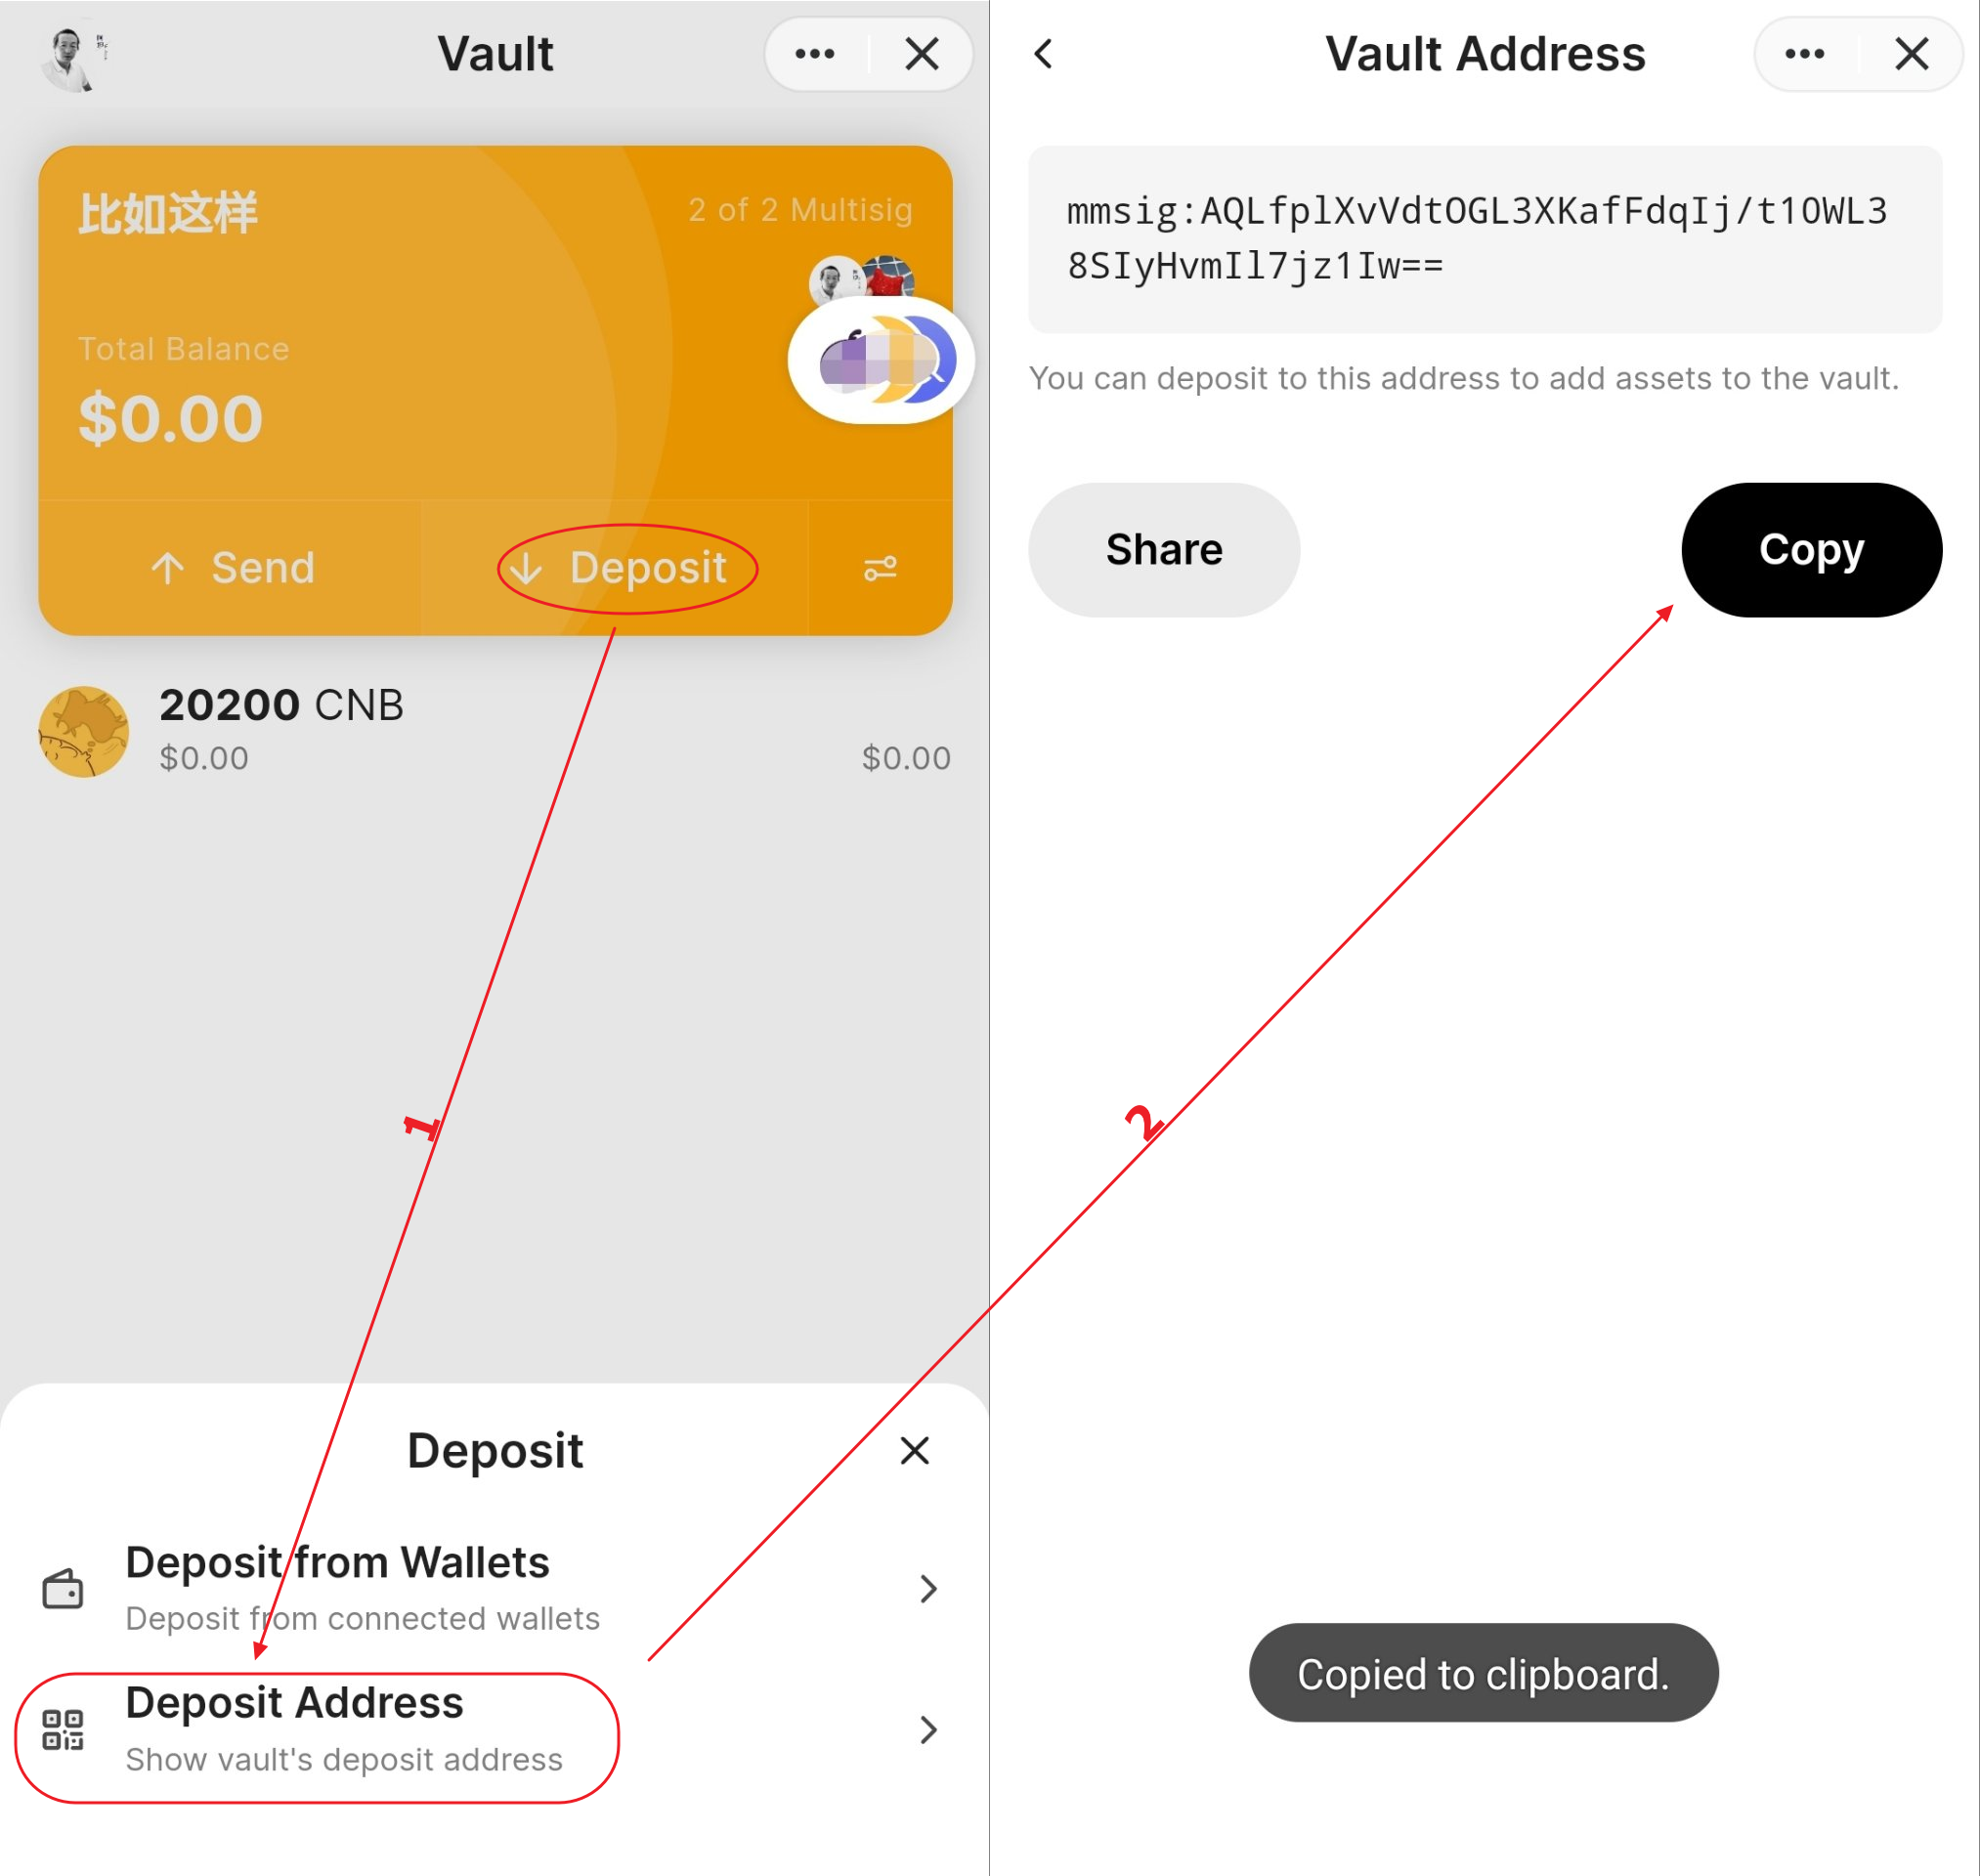 Vault
比如这样
2 of 2 Multisig
Total Balance
$0.00
Send
Deposit
20200 CNB
$0.00
$0.00
1
Deposit
Deposit from Wallets
Deposit from connected wallets
Deposit Address
Show vault's deposit address
Vault Address
mmsig:AQLfplXvVdtOGL3XKafFdqIj/t10WL3
8SIyHvmIl7jz1Iw==
You can deposit to this address to add assets to the vault.
Share
Copy
2
Copied to clipboard.